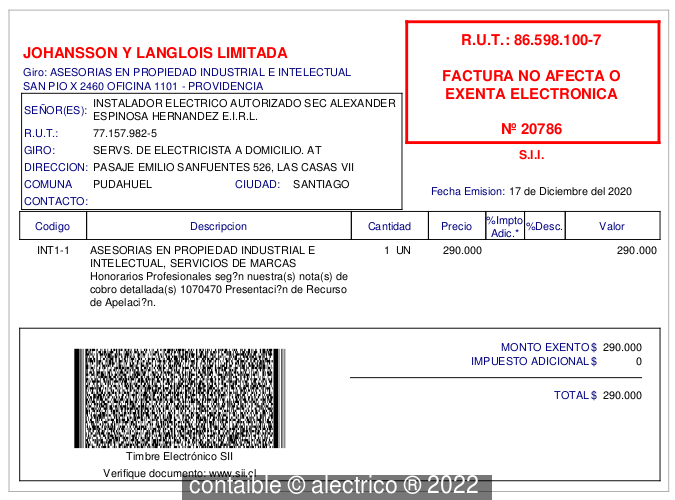 JOHANSSON Y LANGLOIS LIMITADA
Giro: ASESORIAS EN PROPIEDAD INDUSTRIAL E INTELECTUAL
SAN PIO X 2460 OFICINA 1101 - PROVIDENCIA
R.U.T.: 86.598.100-7
FACTURA NO AFECTA O
EXENTA ELECTRONICA
Nº 20786
S.I.I.
Fecha Emision: 17 de Diciembre del 2020
SEÑOR(ES): INSTALADOR ELECTRICO AUTORIZADO SEC ALEXANDER
ESPINOSA HERNANDEZ E.I.R.L.
R.U.T.: 77.157.982-5
GIRO: SERVS. DE ELECTRICISTA A DOMICILIO. AT
DIRECCION: PASAJE EMILIO SANFUENTES 526, LAS CASAS VII
COMUNA PUDAHUEL CIUDAD: SANTIAGO
CONTACTO:
Codigo Descripcion Cantidad Precio %Impto Adic.* %Desc. Valor
INT1-1 ASESORIAS EN PROPIEDAD INDUSTRIAL E 1 UN 290.000 290.000
INTELECTUAL, SERVICIOS DE MARCAS
Honorarios Profesionales seg?n nuestra(s) nota(s) de
cobro detallada(s) 1070470 Presentaci?n de Recurso
de Apelaci?n.
MONTO EXENTO $ 290.000
IMPUESTO ADICIONAL $ 0
TOTAL $ 290.000
Timbre Electrónico SII
Verifique documento: www.sii.cl
contaible © alectrico ® 2022